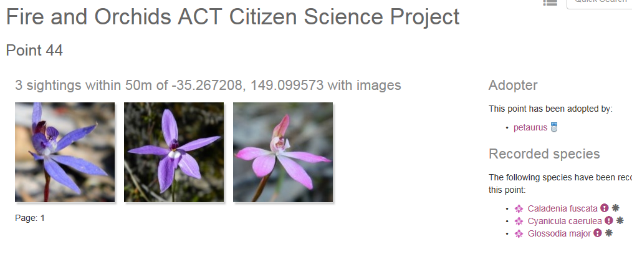 Quick Search
Fire and Orchids ACT Citizen Science Project
Point 44
3 sightings within 50m of -35.267208, 149.099573 with images
Page: 1
Adopter
This point has been adopted by:
petaurus
Recorded species
The following species have been
this point:
Caladenia fuscata
Cyanicula caerulea
Glossodia major